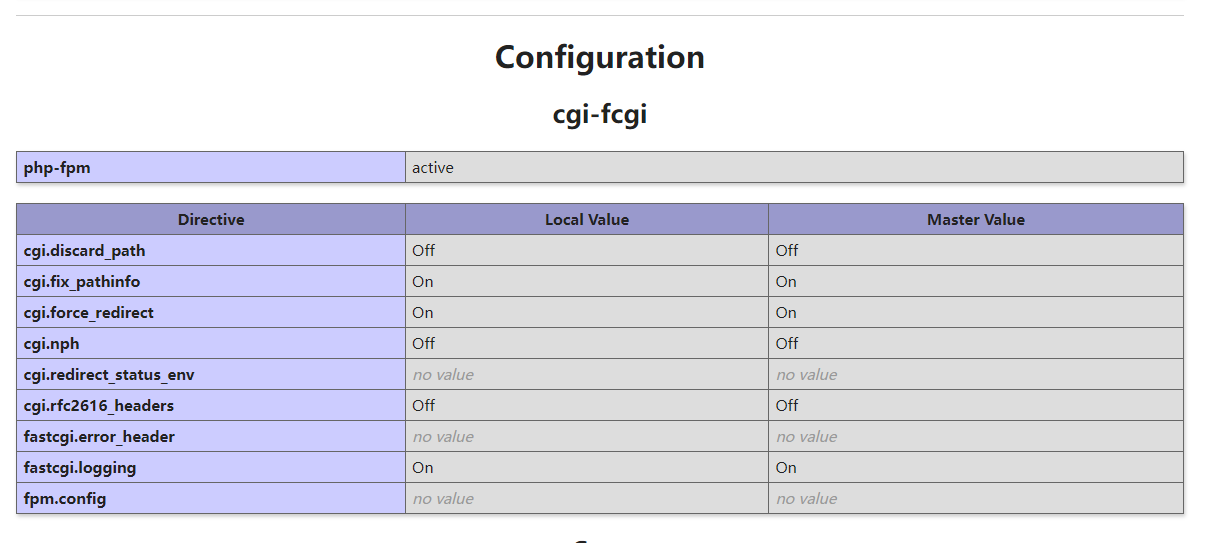 Configuration
cgi-fcgi
php-fpm active
Directive Local Value Master Value
cgi.discard_path Off Off
cgi.fix_pathinfo On On
cgi.force_redirect On On
cgi.nph Off Off
cgi.redirect_status_env no value no value
cgi.rfc2616_headers Off Off
fastcgi.error_header no value no value
fastcgi.logging On On
fpm.config no value no value